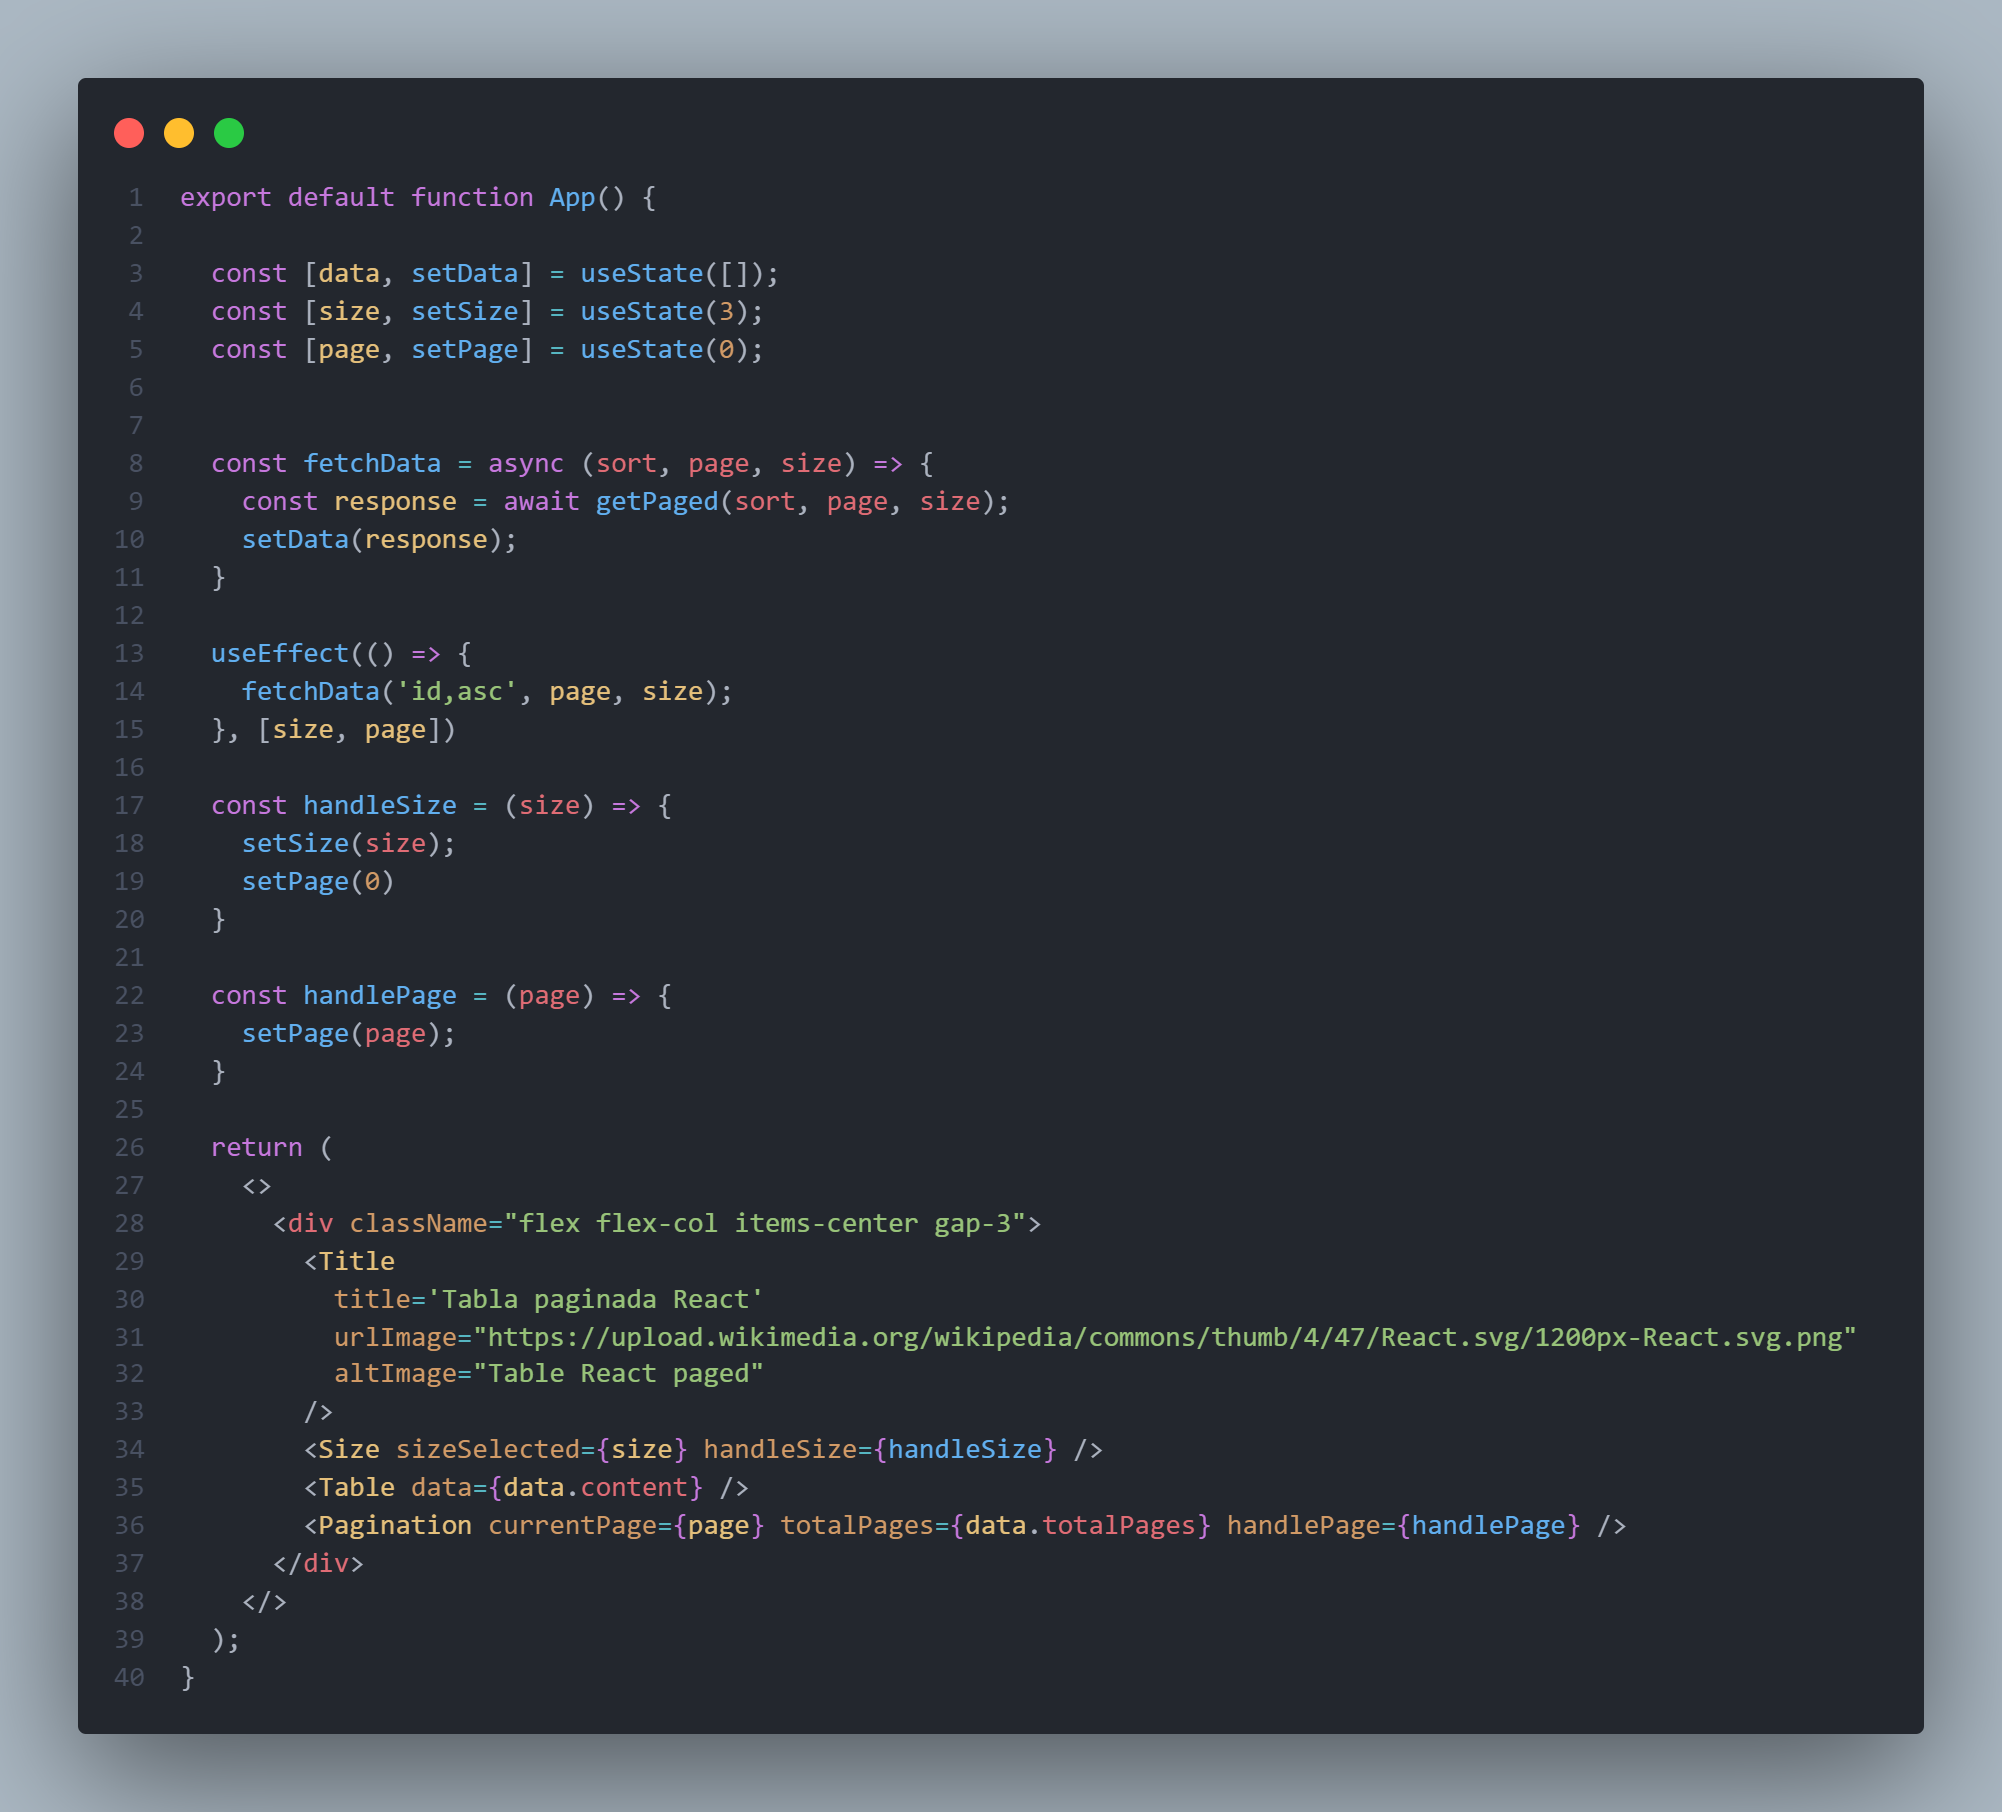 1 export default function App() {
2
3   const [data, setData] = useState([]);
4   const [size, setSize] = useState(3);
5   const [page, setPage] = useState(0);
6
7
8   const fetchData = async (sort, page, size) => {
9     const response = await getPaged(sort, page, size);
10     setData(response);
11   }
12
13   useEffect(() => {
14     fetchData('id,asc', page, size);
15   }, [size, page])
16
17   const handleSize = (size) => {
18     setSize(size);
19     setPage(0)
20   }
21
22   const handlePage = (page) => {
23     setPage(page);
24   }
25
26   return (
27     <>
28       <div className="flex flex-col items-center gap-3">
29         <Title
30           title='Tabla paginada React'
31           urlImage="https://upload.wikimedia.org/wikipedia/commons/thumb/4/47/React.svg/1200px-React.svg.png"
32           altImage="Table React paged"
33         />
34         <Size sizeSelected={size} handleSize={handleSize} />
35         <Table data={data.content} />
36         <Pagination currentPage={page} totalPages={data.totalPages} handlePage={handlePage} />
37       </div>
38     </>
39   );
40 }